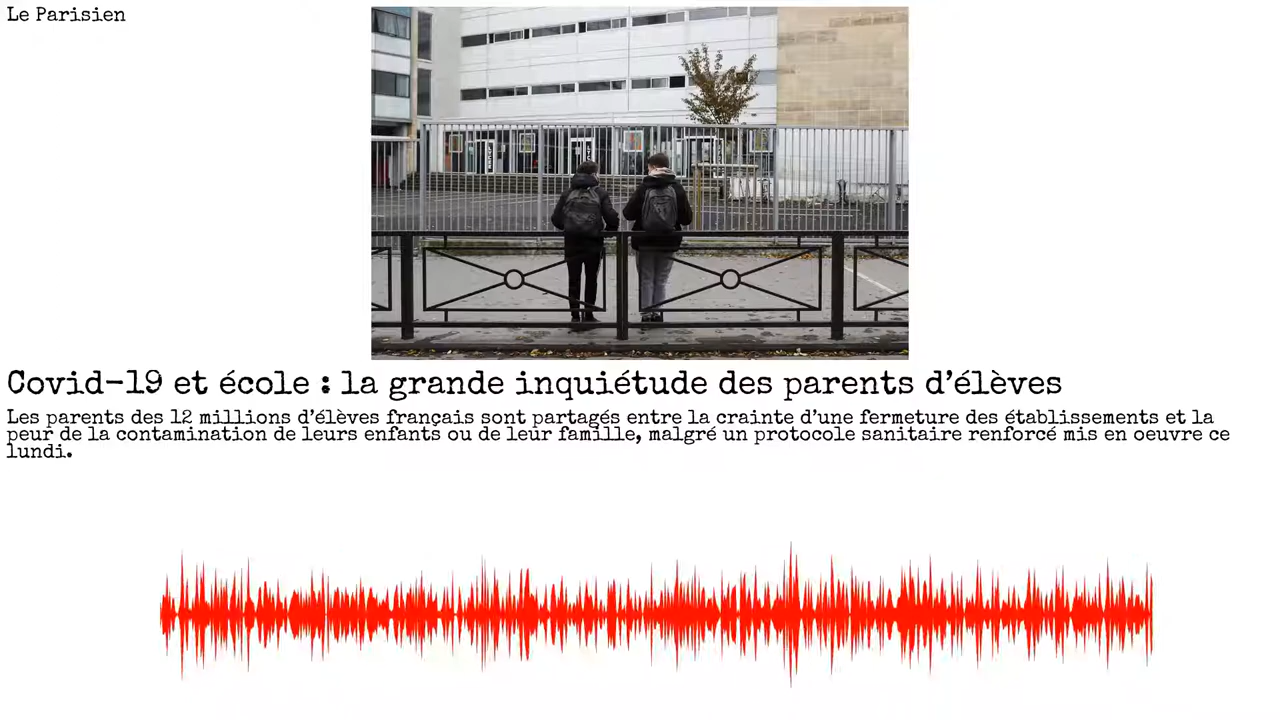 Le Parisien
Covid-19 et école : la grande inquiétude des parents d’élèves
Les parents des 12 millions d’élèves français sont partagés entre la crainte d’une fermeture des établissements et la
peur de la contamination de leurs enfants ou de leur famille, malgré un protocole sanitaire renforcé mis en oeuvre ce
lundi.